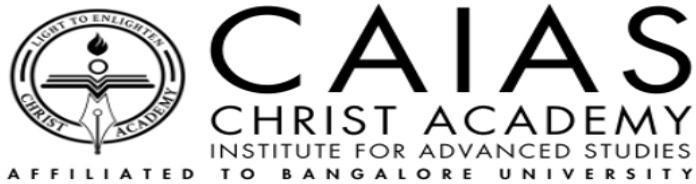 LIGHT TO ENLIGHTEN
CHRIST ACADEMY
CAIAS
CHRIST ACADEMY
INSTITUTE FOR ADVANCED STUDIES
AFFILIATED TO BANGALORE UNIVERSITY